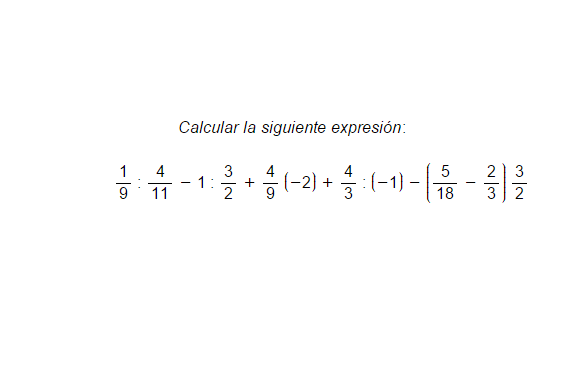 Calcular la siguiente expresión:
1/9 : 4/11 − 1 : 3/2 + 4/9 (−2) + 4/3 : (−1) − (5/18 − 2/3) 3/2